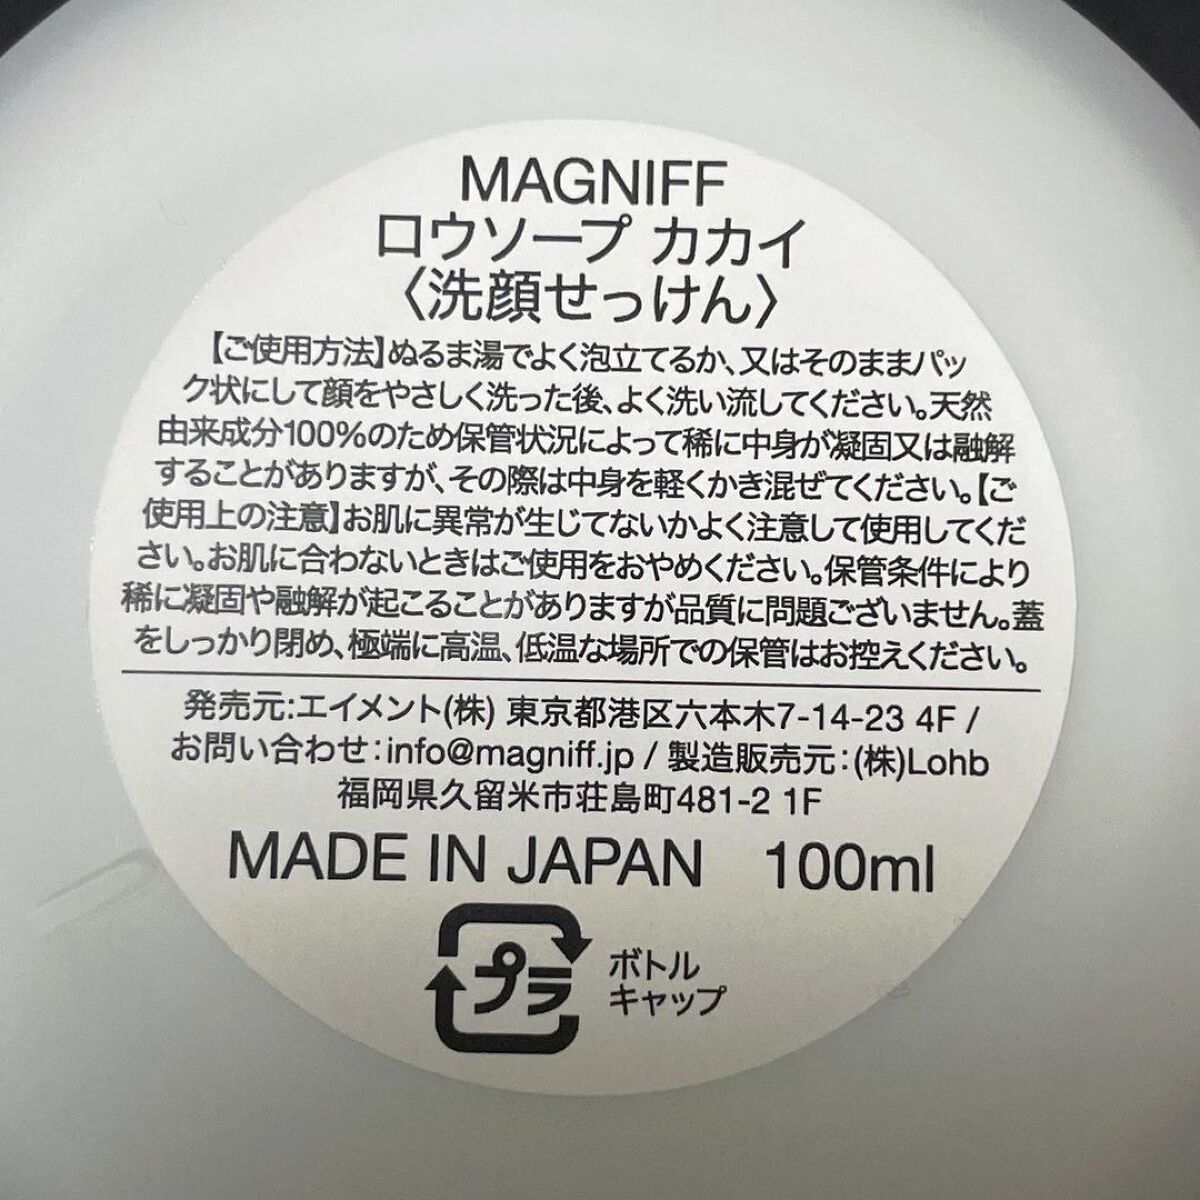 MAGNIFF
ロウソープ カカイ
〈洗顔せっけん〉
【ご使用方法】ぬるま湯でよく泡立てるか、又はそのままパッ
ク状にして顔をやさしく洗った後、よく洗い流してください。天然
由来成分100%のため保管状況によって稀に中身が凝固又は融解
することがありますが、その際は中身を軽くかき混ぜてください。【ご
使用上の注意】お肌に異常が生じてないかよく注意して使用してくだ
さい。お肌に合わないときはご使用をおやめください。保管条件により
稀に凝固や融解が起こることがありますが品質に問題ございません。蓋
をしっかり閉め、極端に高温、低温な場所での保管はお控えください。
発売元:エイメント(株) 東京都港区六本木7-14-23 4F /
お問い合わせ:info@magniff.jp / 製造販売元:(株)Lohb
福岡県久留米市荘島町481-2 1F
MADE IN JAPAN 100ml
プラ
ボトル
キャップ